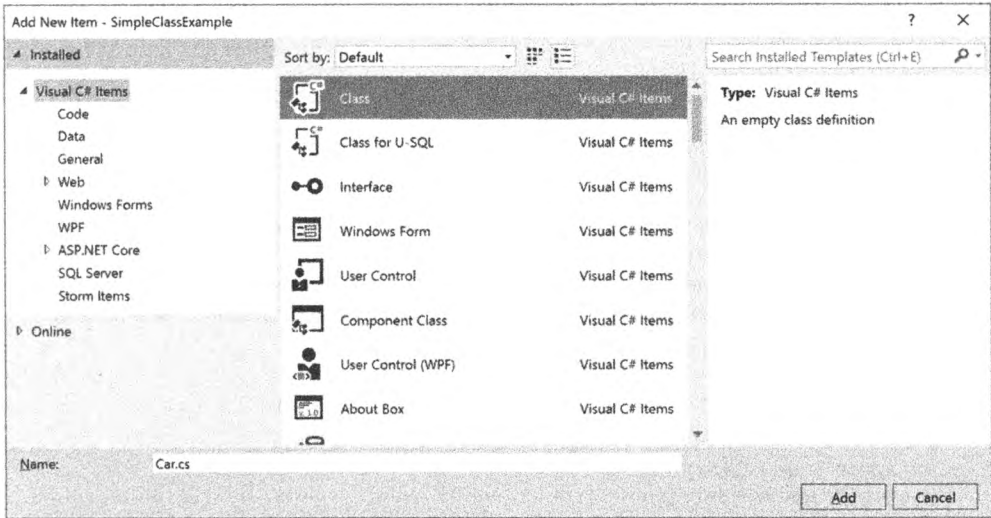 Add New Item - SimpleClassExample ? ×
Installed
Visual C# Items
Code
Data
General
Web
Windows Forms
WPF
ASP.NET Core
SQL Server
Storm Items
Online
Sort by: Default
Class Visual C# Items
Class for U-SQL Visual C# Items
Interface Visual C# Items
Windows Form Visual C# Items
User Control Visual C# Items
Component Class Visual C# Items
User Control (WPF) Visual C# Items
About Box Visual C# Items
Search Installed Templates (Ctrl+E)
Type: Visual C# Items
An empty class definition
Name: Car.cs
Add Cancel